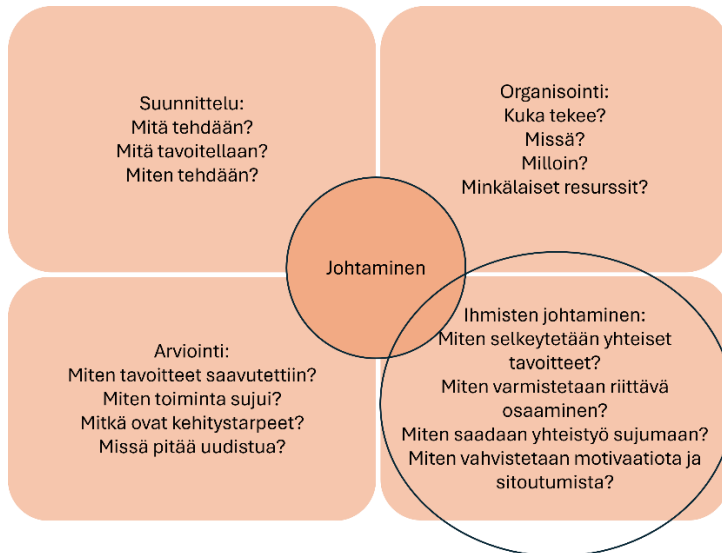 Suunnittelu:
Mitä tehdään?
Mitä tavoitellaan?
Miten tehdään?
Organisointi:
Kuka tekee?
Missä?
Milloin?
Minkälaiset resurssit?
Johtaminen
Arviointi:
Miten tavoitteet saavutettiin?
Miten toiminta sujui?
Mitkä ovat kehitystarpeet?
Missä pitää uudistua?
Ihmisten johtaminen:
Miten selkeytetään yhteiset
tavoitteet?
Miten varmistetaan riittävä
osaaminen?
Miten saadaan yhteistyö sujumaan?
Miten vahvistetaan motivaatiota ja
sitoutumista?